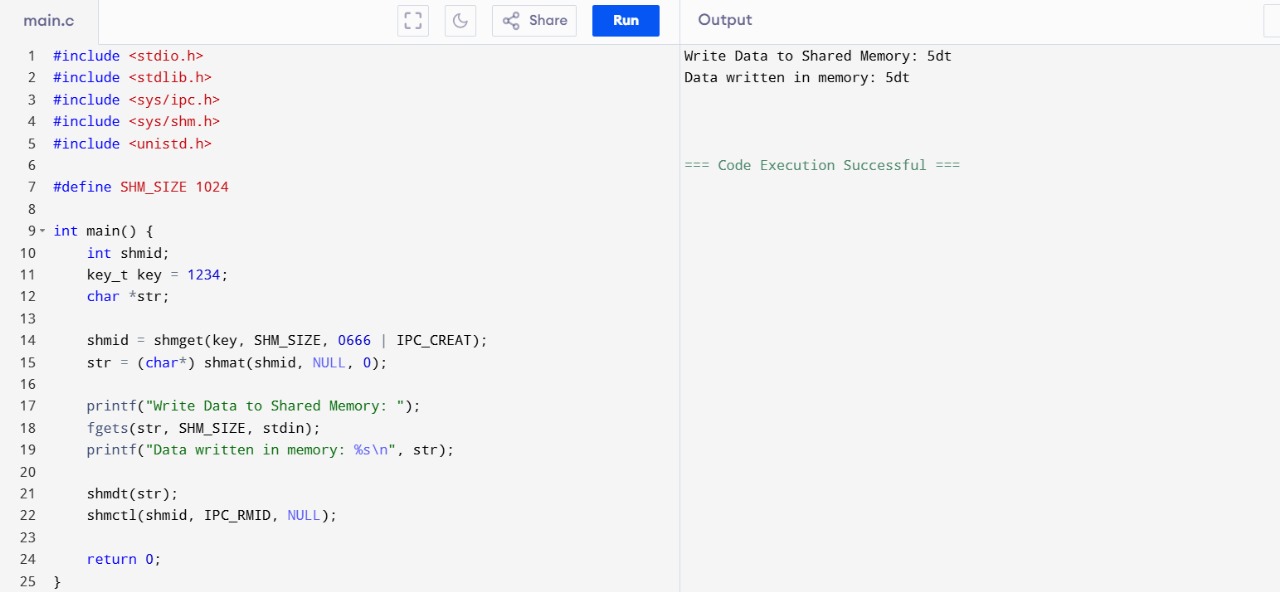 main.c
Share
Run
Output
1 #include <stdio.h>
2 #include <stdlib.h>
3 #include <sys/ipc.h>
4 #include <sys/shm.h>
5 #include <unistd.h>
6
7 #define SHM_SIZE 1024
8
9 int main() {
10     int shmid;
11     key_t key = 1234;
12     char *str;
13
14     shmid = shmget(key, SHM_SIZE, 0666 | IPC_CREAT);
15     str = (char*) shmat(shmid, NULL, 0);
16
17     printf("Write Data to Shared Memory: ");
18     fgets(str, SHM_SIZE, stdin);
19     printf("Data written in memory: %s\n", str);
20
21     shmdt(str);
22     shmctl(shmid, IPC_RMID, NULL);
23
24     return 0;
25 }
Write Data to Shared Memory: 5dt
Data written in memory: 5dt
=== Code Execution Successful ===